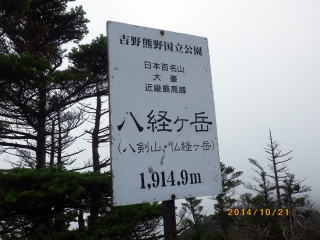 吉野熊野国立公園
日本百名山
大峯
近畿最高峰
八経ヶ岳
(八剣山・仏経ヶ岳)
1,914.9m
2014/10/21